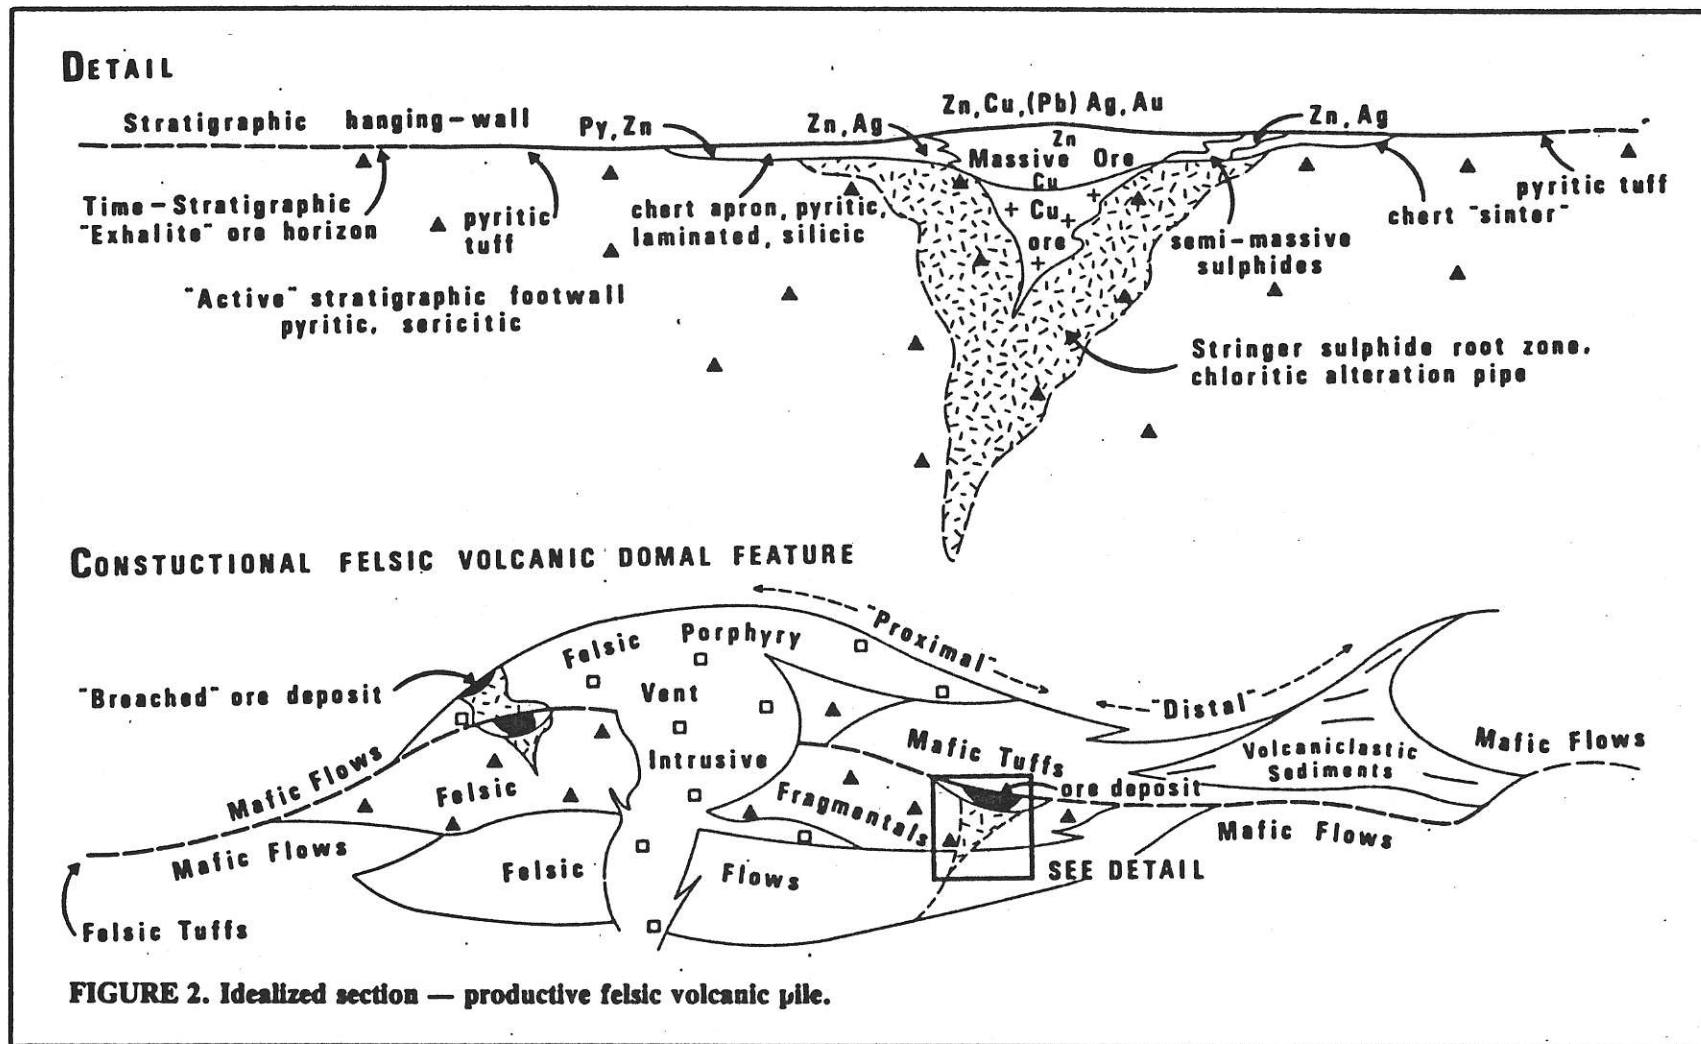 DETAIL
Stratigraphic hanging-wall
Py, Zn
Zn, Ag
Zn, Cu, (Pb) Ag, Au
Zn, Ag
Zn
Massive Ore
Cu
Cu
ore
Time-Stratigraphic
"Exhalite" ore horizon
pyritic
tuff
chert apron, pyritic,
laminated, silicic
semi-massive
sulphides
chert "sinter"
pyritic tuff
"Active" stratigraphic footwall
pyritic, sericitic
Stringer sulphide root zone.
chloritic alteration pipe
CONSTUCTIONAL FELSIC VOLCANIC DOMAL FEATURE
"Breached" ore deposit
Felsic Porphyry
Vent
Intrusive
"Proximal"
"Distal"
Mafic Flows
Felsic
Mafic Flows
Felsic
Flows
Felsic Tuffs
Mafic Tuffs
Fragmentals
ore deposit
SEE DETAIL
Volcaniclastic
Sediments
Mafic Flows
Mafic Flows
FIGURE 2. Idealized section — productive felsic volcanic pile.